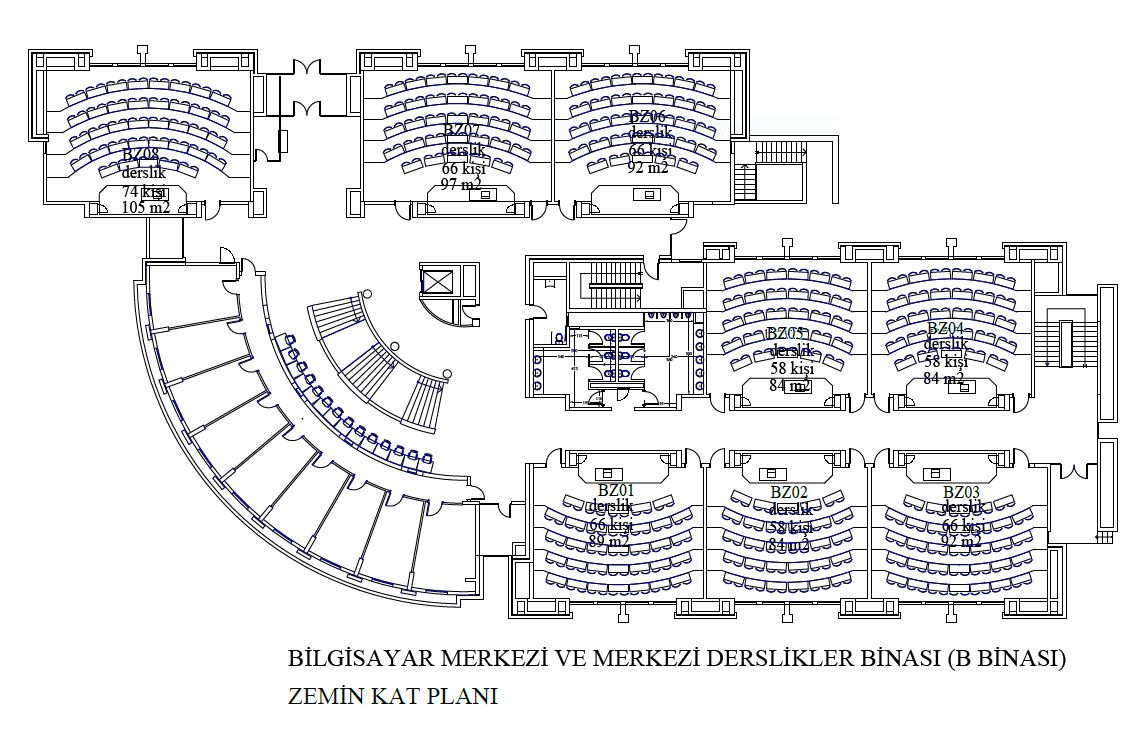 BZ08
derslik
74 kişi
105 m2
BZ07
derslik
66 kişi
97 m2
BZ06
derslik
66 kişi
92 m2
BZ05
derslik
58 kişi
84 m2
BZ04
derslik
58 kişi
84 m2
BZ01
derslik
66 kişi
89 m2
BZ02
derslik
58 kişi
84 m2
BZ03
derslik
66 kişi
92 m2
BİLGİSAYAR MERKEZİ VE MERKEZİ DERSLİKLER BİNASI (B BİNASI)
ZEMİN KAT PLANI